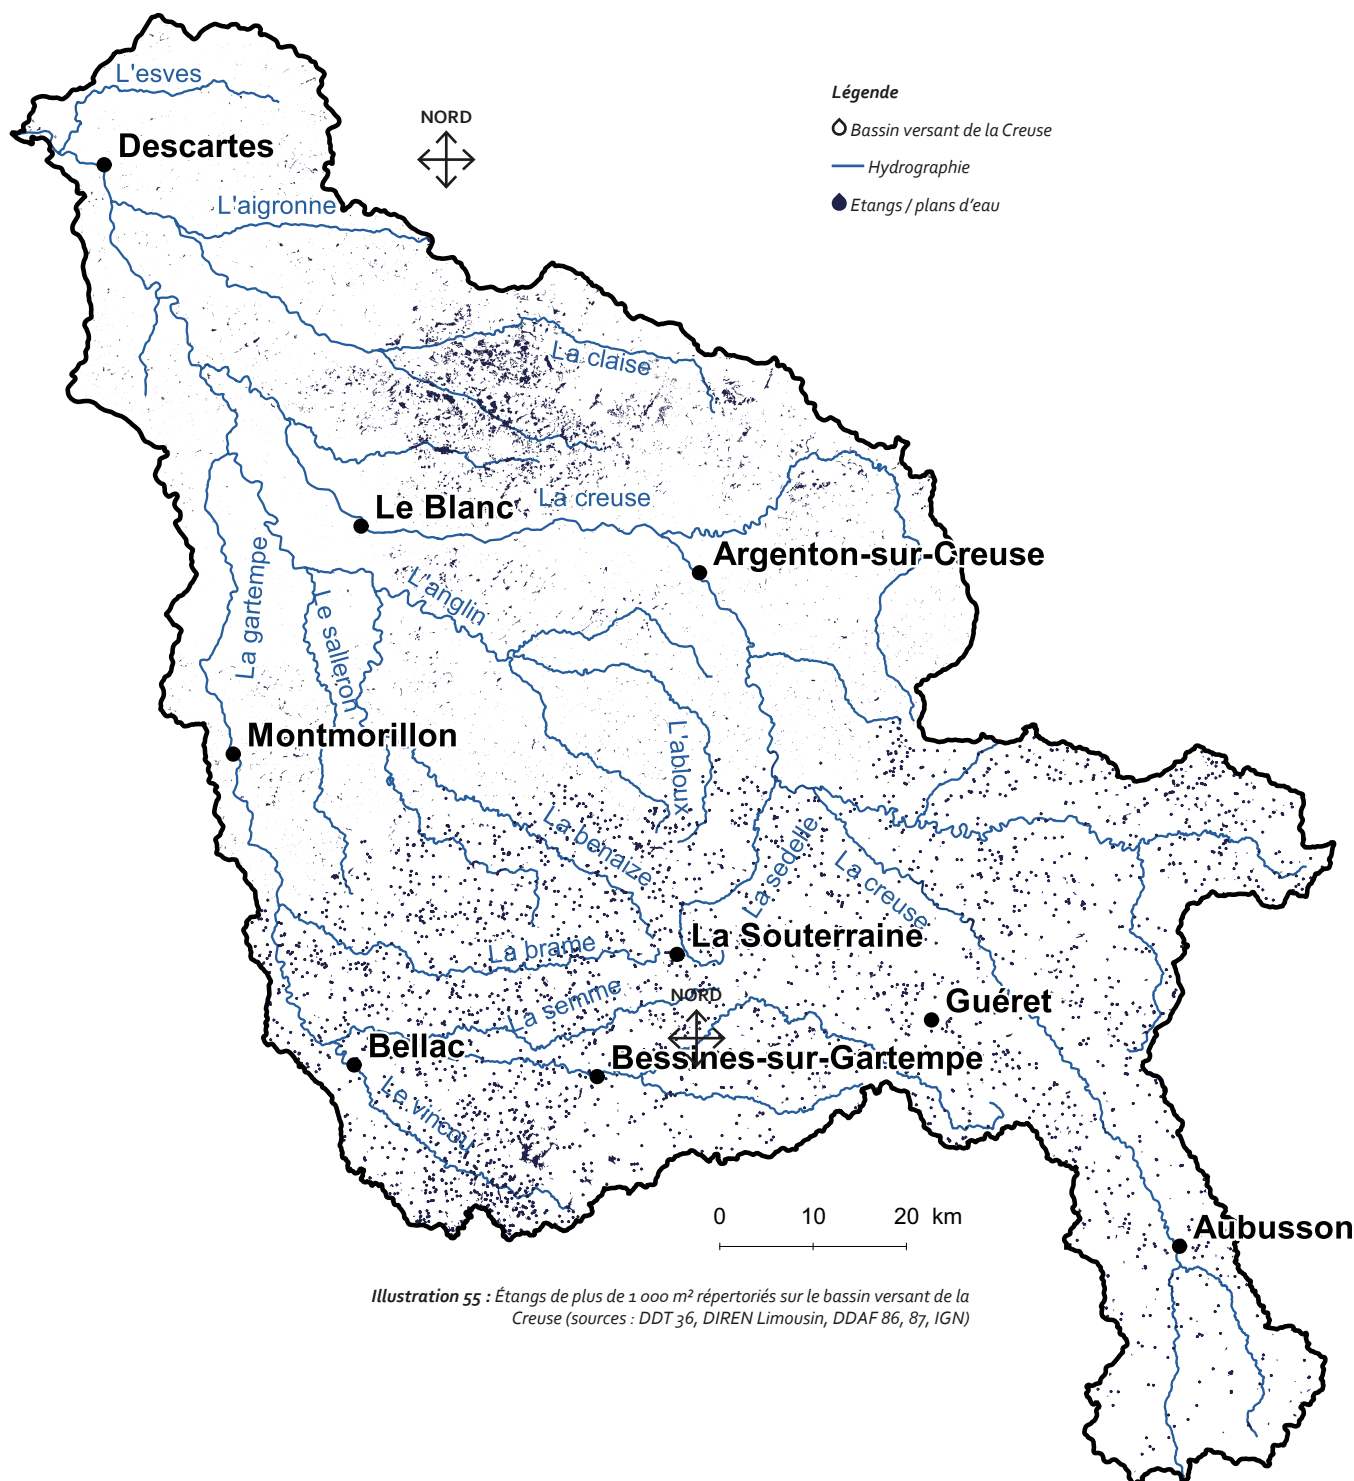 L'esves
Légende
NORD
Bassin versant de la Creuse
Descartes
Hydrographie
Etangs / plans d'eau
L'aigronne
La claise
La creuse
Le Blanc
Argenton-sur-Creuse
L'anglin
La gartempe
Le salleron
Montmorillon
L'abloux
La benaize
La sedelle
La creuse
La Souterraine
La brame
La semme
NORD
Guéret
Bellac
Bessines-sur-Gartempe
Le vincou
0 10 20 km
Aubusson
Illustration 55 : Étangs de plus de 1 000 m² répertoriés sur le bassin versant de la
Creuse (sources : DDT 36, DIREN Limousin, DDAF 86, 87, IGN)